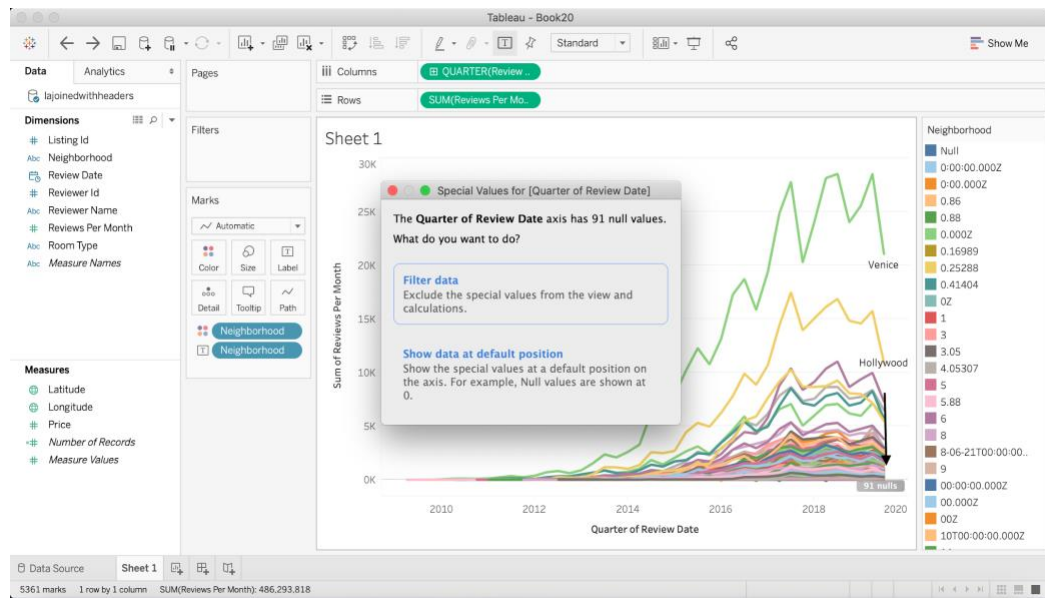 Tableau - Book20
Standard
Show Me
Data
Analytics
lajoinedwithheaders
Dimensions
Listing Id
Abc Neighborhood
Review Date
Reviewer Id
Abc Reviewer Name
Reviews Per Month
Abc Room Type
Abc Measure Names
Measures
Latitude
Longitude
Price
Number of Records
Measure Values
Pages
Filters
Marks
Automatic
Color
Size
Label
Detail
Tooltip
Path
Neighborhood
Neighborhood
Columns
QUARTER(Review ..
Rows
SUM(Reviews Per Mo..
Sheet 1
30K
25K
20K
15K
10K
5K
0K
Sum of Reviews Per Month
Special Values for [Quarter of Review Date]
The Quarter of Review Date axis has 91 null values.
What do you want to do?
Filter data
Exclude the special values from the view and
calculations.
Show data at default position
Show the special values at a default position on
the axis. For example, Null values are shown at
0.
Venice
Hollywood
91 nulls
2010
2012
2014
2016
2018
2020
Quarter of Review Date
Neighborhood
Null
0:00:00.000Z
0:00.000Z
0.86
0.88
0.000Z
0.16989
0.25288
0.41404
0Z
1
3
3.05
4.05307
5
5.88
6
8
8-06-21T00:00:00..
9
00:00:00.000Z
00.000Z
00Z
10T00:00:00.000Z
Data Source
Sheet 1
5361 marks
1 row by 1 column
SUM(Reviews Per Month): 486,293,818